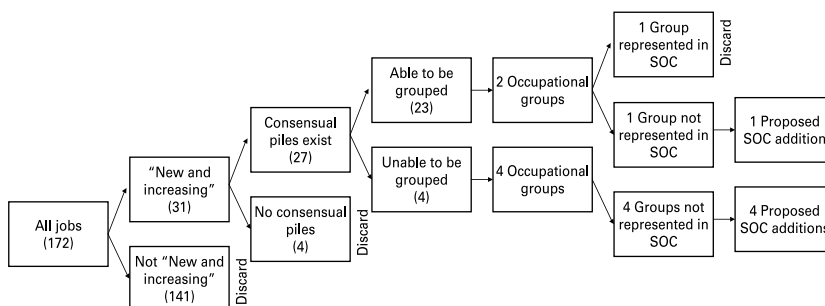 All jobs
(172)
"New and
increasing"
(31)
Not "New and
increasing"
(141)
Discard
Consensual
piles exist
(27)
No consensual
piles
(4)
Discard
Able to be
grouped
(23)
Unable to be
grouped
(4)
2 Occupational
groups
4 Occupational
groups
1 Group
represented in
SOC
Discard
1 Group not
represented in
SOC
4 Groups not
represented in
SOC
1 Proposed
SOC addition
4 Proposed
SOC additions